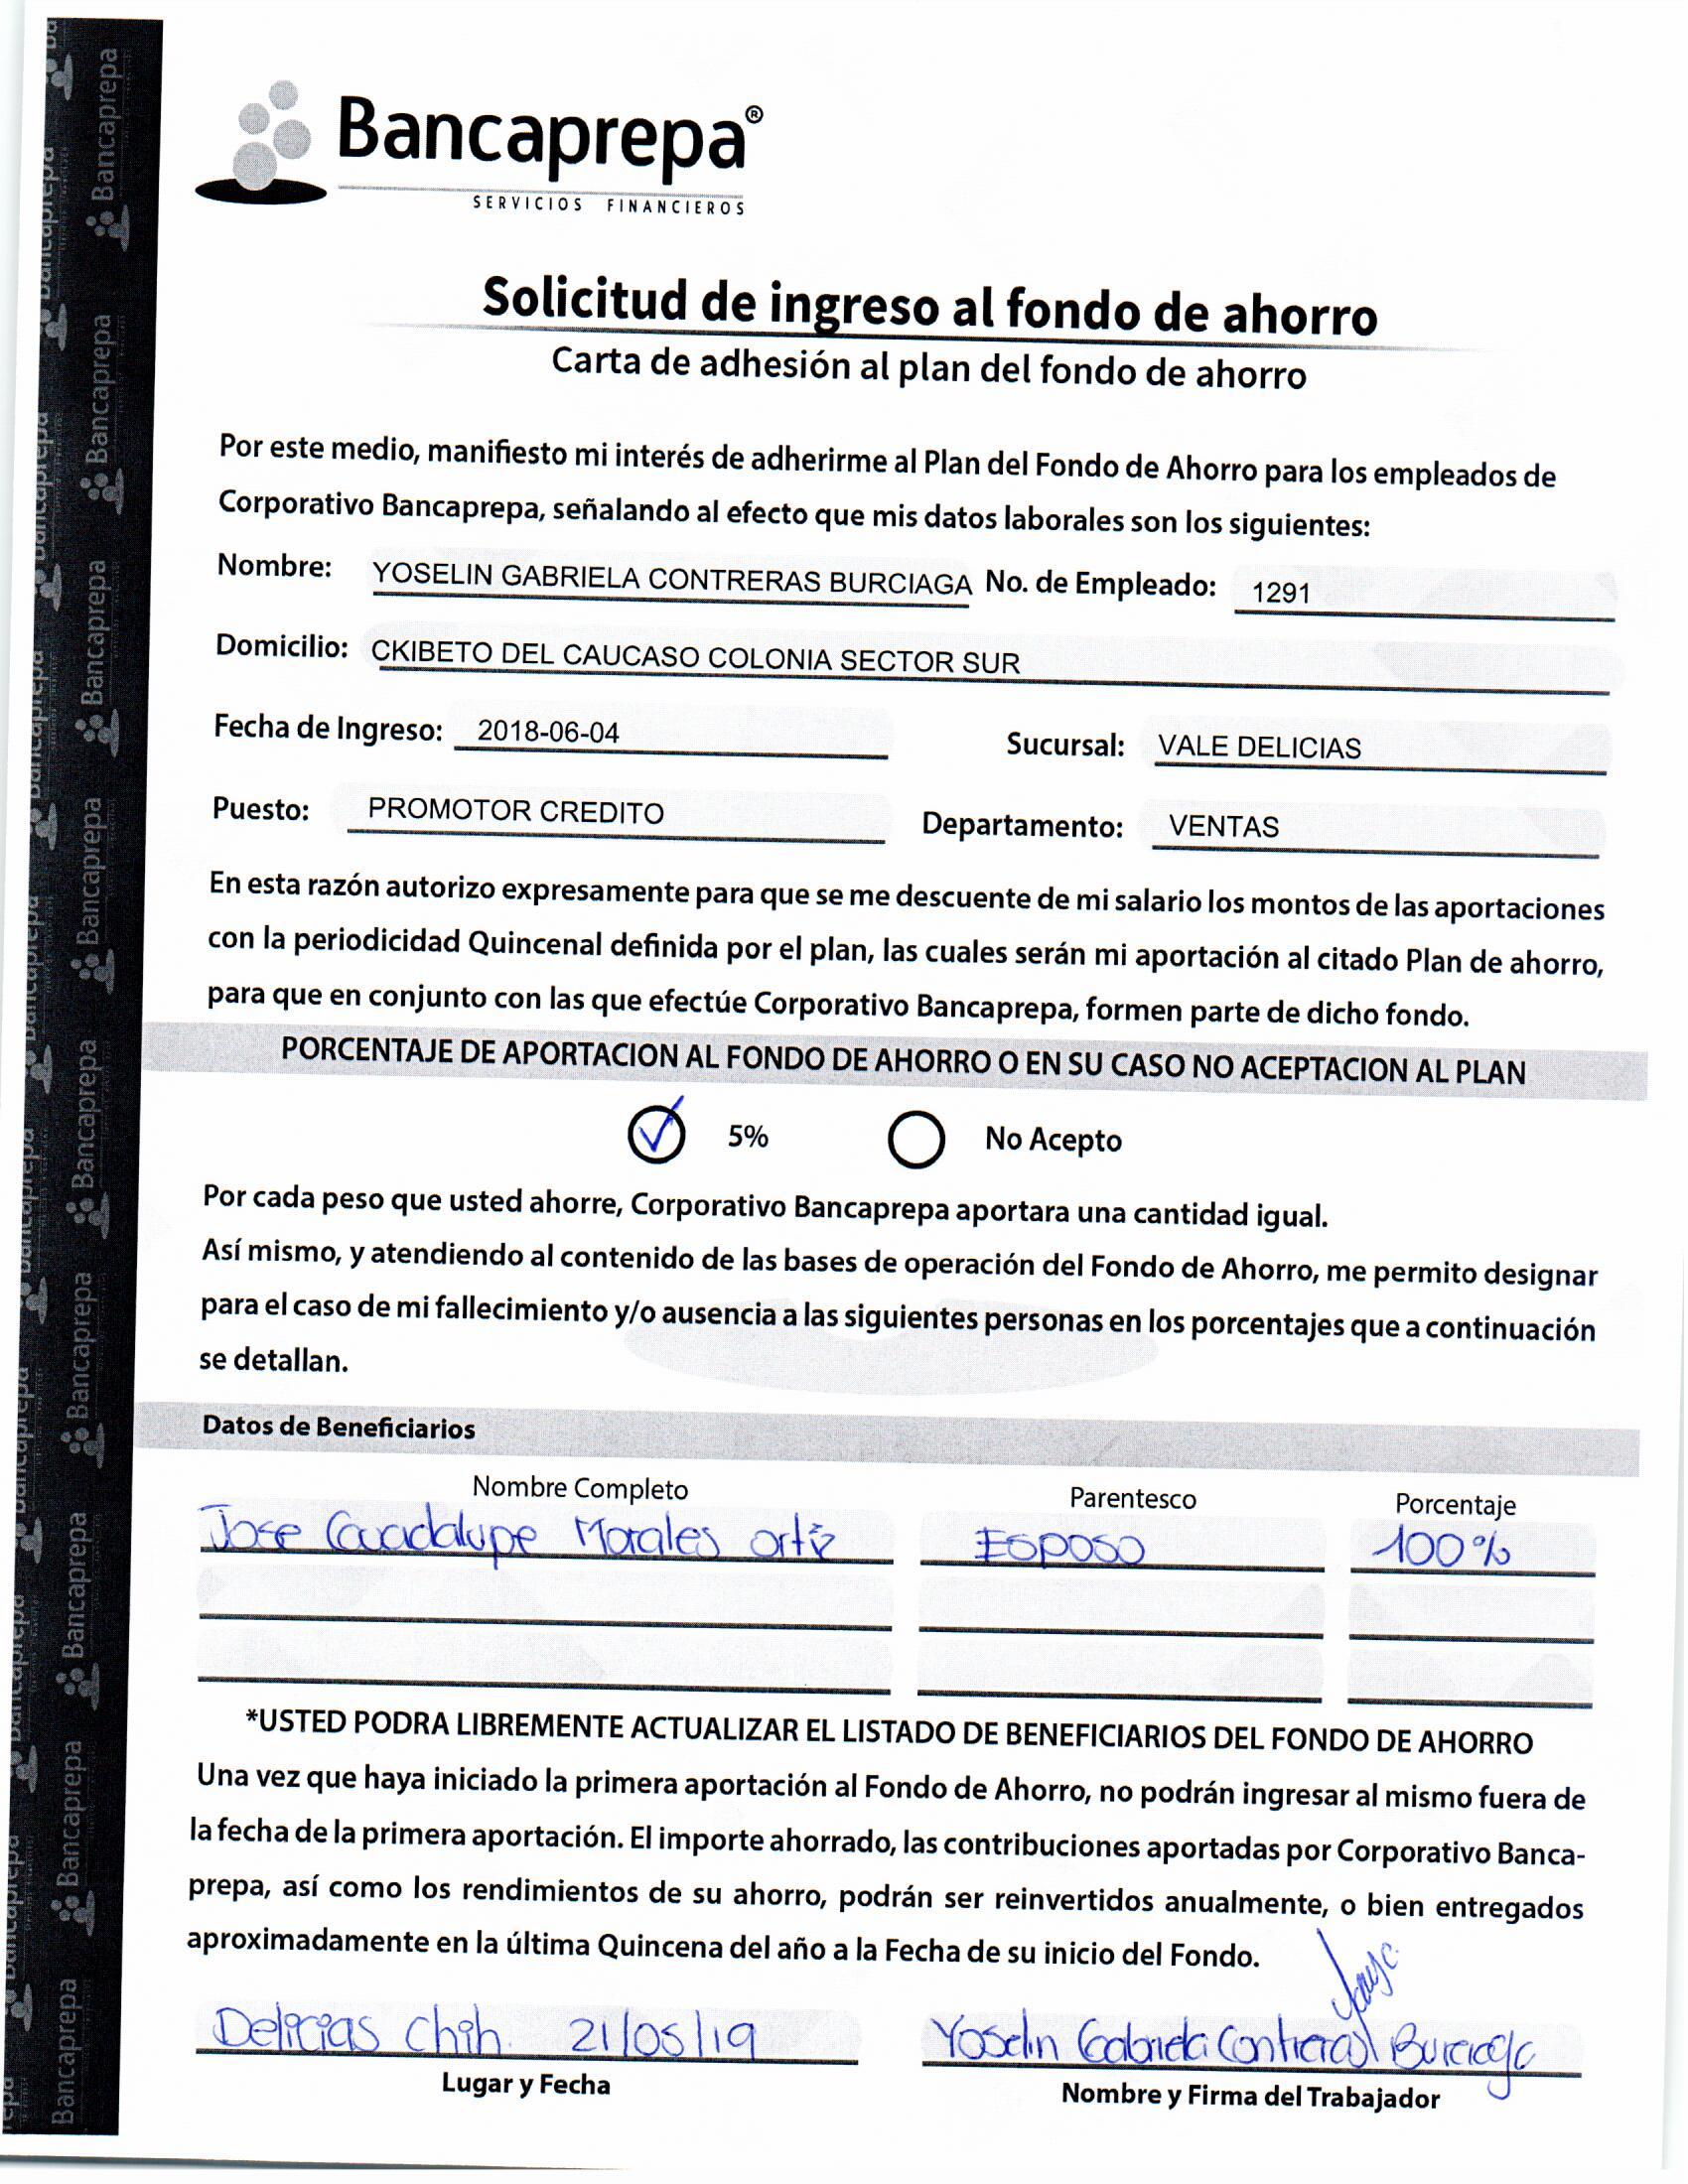 Bancaprepa®
SERVICIOS FINANCIEROS
Solicitud de ingreso al fondo de ahorro
Carta de adhesión al plan del fondo de ahorro
Por este medio, manifiesto mi interés de adherirme al Plan del Fondo de Ahorro para los empleados de
Corporativo Bancaprepa, señalando al efecto que mis datos laborales son los siguientes:
Nombre: YOSELIN GABRIELA CONTRERAS BURCIAGA No. de Empleado: 1291
Domicilio: CKIBETO DEL CAUCASO COLONIA SECTOR SUR
Fecha de Ingreso: 2018-06-04 Sucursal: VALE DELICIAS
Puesto: PROMOTOR CREDITO Departamento: VENTAS
En esta razón autorizo expresamente para que se me descuente de mi salario los montos de las aportaciones
con la periodicidad Quincenal definida por el plan, las cuales serán mi aportación al citado Plan de ahorro,
para que en conjunto con las que efectúe Corporativo Bancaprepa, formen parte de dicho fondo.
PORCENTAJE DE APORTACION AL FONDO DE AHORRO O EN SU CASO NO ACEPTACION AL PLAN
5% No Acepto
Por cada peso que usted ahorre, Corporativo Bancaprepa aportara una cantidad igual.
Así mismo, y atendiendo al contenido de las bases de operación del Fondo de Ahorro, me permito designar
para el caso de mi fallecimiento y/o ausencia a las siguientes personas en los porcentajes que a continuación
se detallan.
Datos de Beneficiarios
Nombre Completo Parentesco Porcentaje
Jose Guadalupe Morales Ortiz Esposo 100%
*USTED PODRA LIBREMENTE ACTUALIZAR EL LISTADO DE BENEFICIARIOS DEL FONDO DE AHORRO
Una vez que haya iniciado la primera aportación al Fondo de Ahorro, no podrán ingresar al mismo fuera de
la fecha de la primera aportación. El importe ahorrado, las contribuciones aportadas por Corporativo Banca-
prepa, así como los rendimientos de su ahorro, podrán ser reinvertidos anualmente, o bien entregados
aproximadamente en la última Quincena del año a la Fecha de su inicio del Fondo.
Delicias Chih. 21/05/19 Yoselin Gabriela Contreras Burciaga
Lugar y Fecha Nombre y Firma del Trabajador